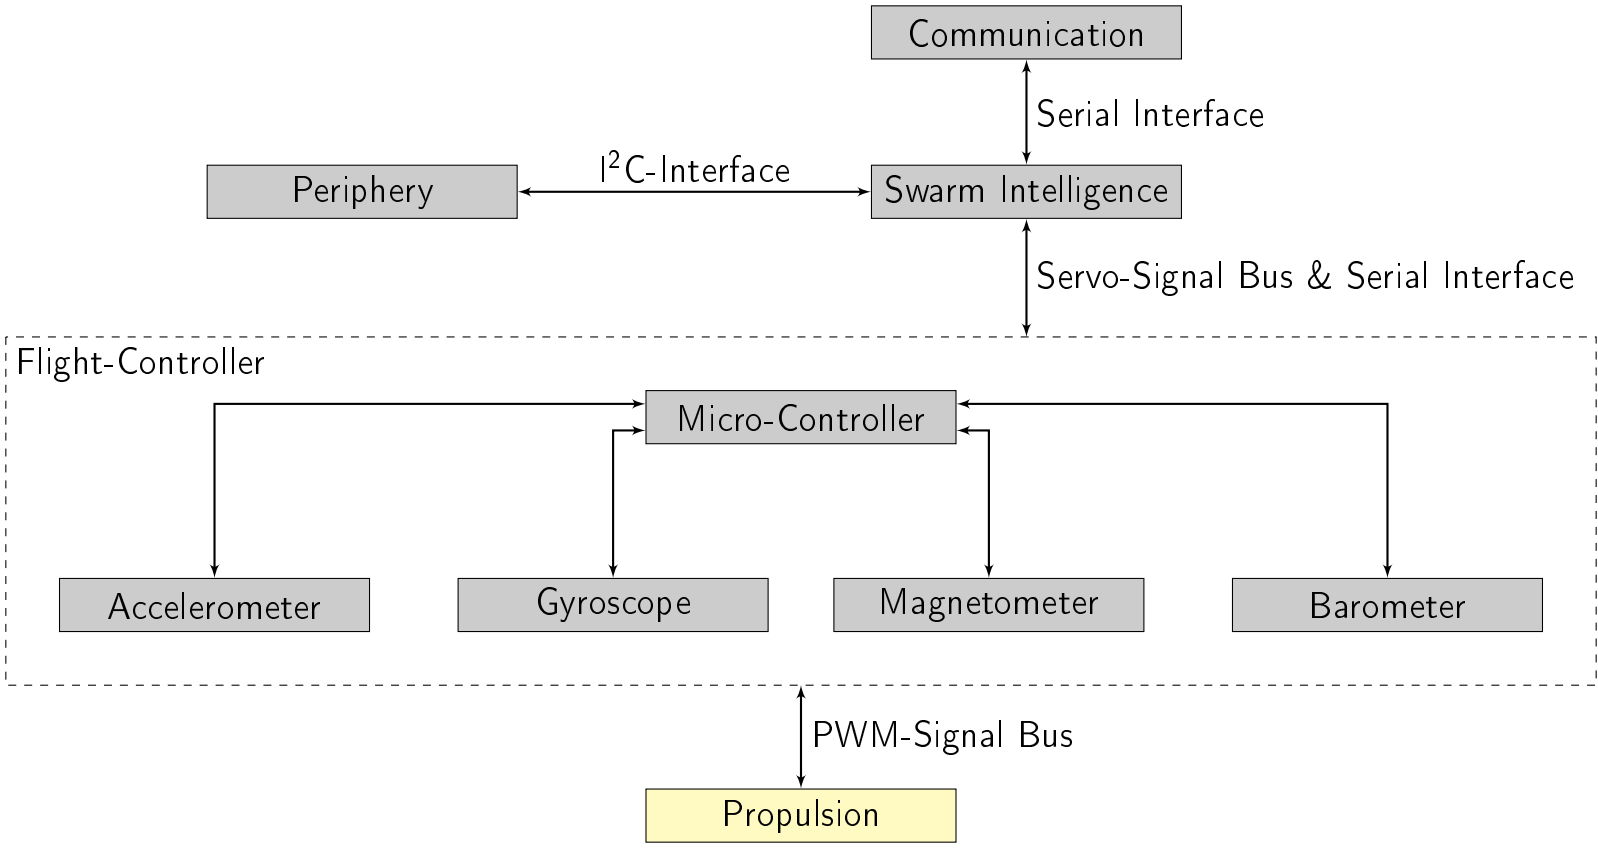 Communication
Serial Interface
I²C-Interface
Periphery
Swarm Intelligence
Servo-Signal Bus & Serial Interface
Flight-Controller
Micro-Controller
Accelerometer
Gyroscope
Magnetometer
Barometer
PWM-Signal Bus
Propulsion